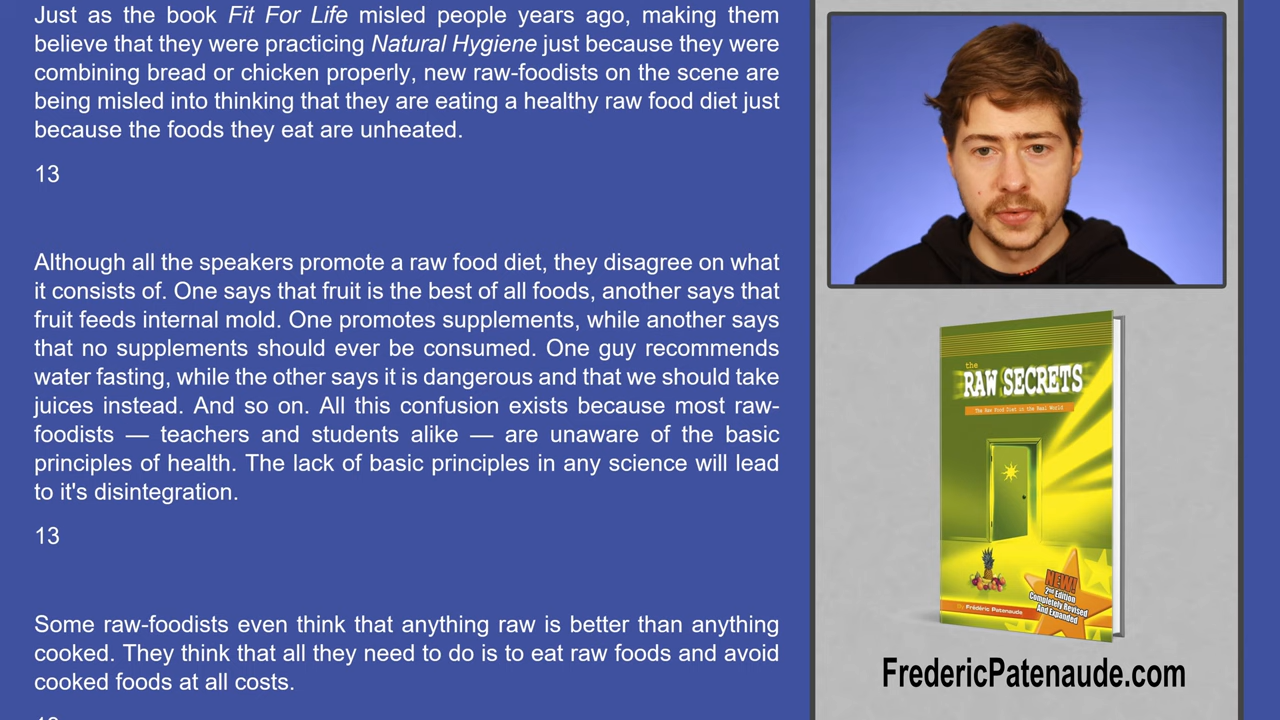 Just as the book Fit For Life misled people years ago, making them
believe that they were practicing Natural Hygiene just because they were
combining bread or chicken properly, new raw-foodists on the scene are
being misled into thinking that they are eating a healthy raw food diet just
because the foods they eat are unheated.
13
Although all the speakers promote a raw food diet, they disagree on what
it consists of. One says that fruit is the best of all foods, another says that
fruit feeds internal mold. One promotes supplements, while another says
that no supplements should ever be consumed. One guy recommends
water fasting, while the other says it is dangerous and that we should take
juices instead. And so on. All this confusion exists because most raw-
foodists — teachers and students alike — are unaware of the basic
principles of health. The lack of basic principles in any science will lead
to it's disintegration.
13
Some raw-foodists even think that anything raw is better than anything
cooked. They think that all they need to do is to eat raw foods and avoid
cooked foods at all costs.
the
RAW SECRETS
The Raw Food Diet in the Real World
NEW!
2nd Edition
Completely Revised
And Expanded
By Frédéric Patenaude
FredericPatenaude.com